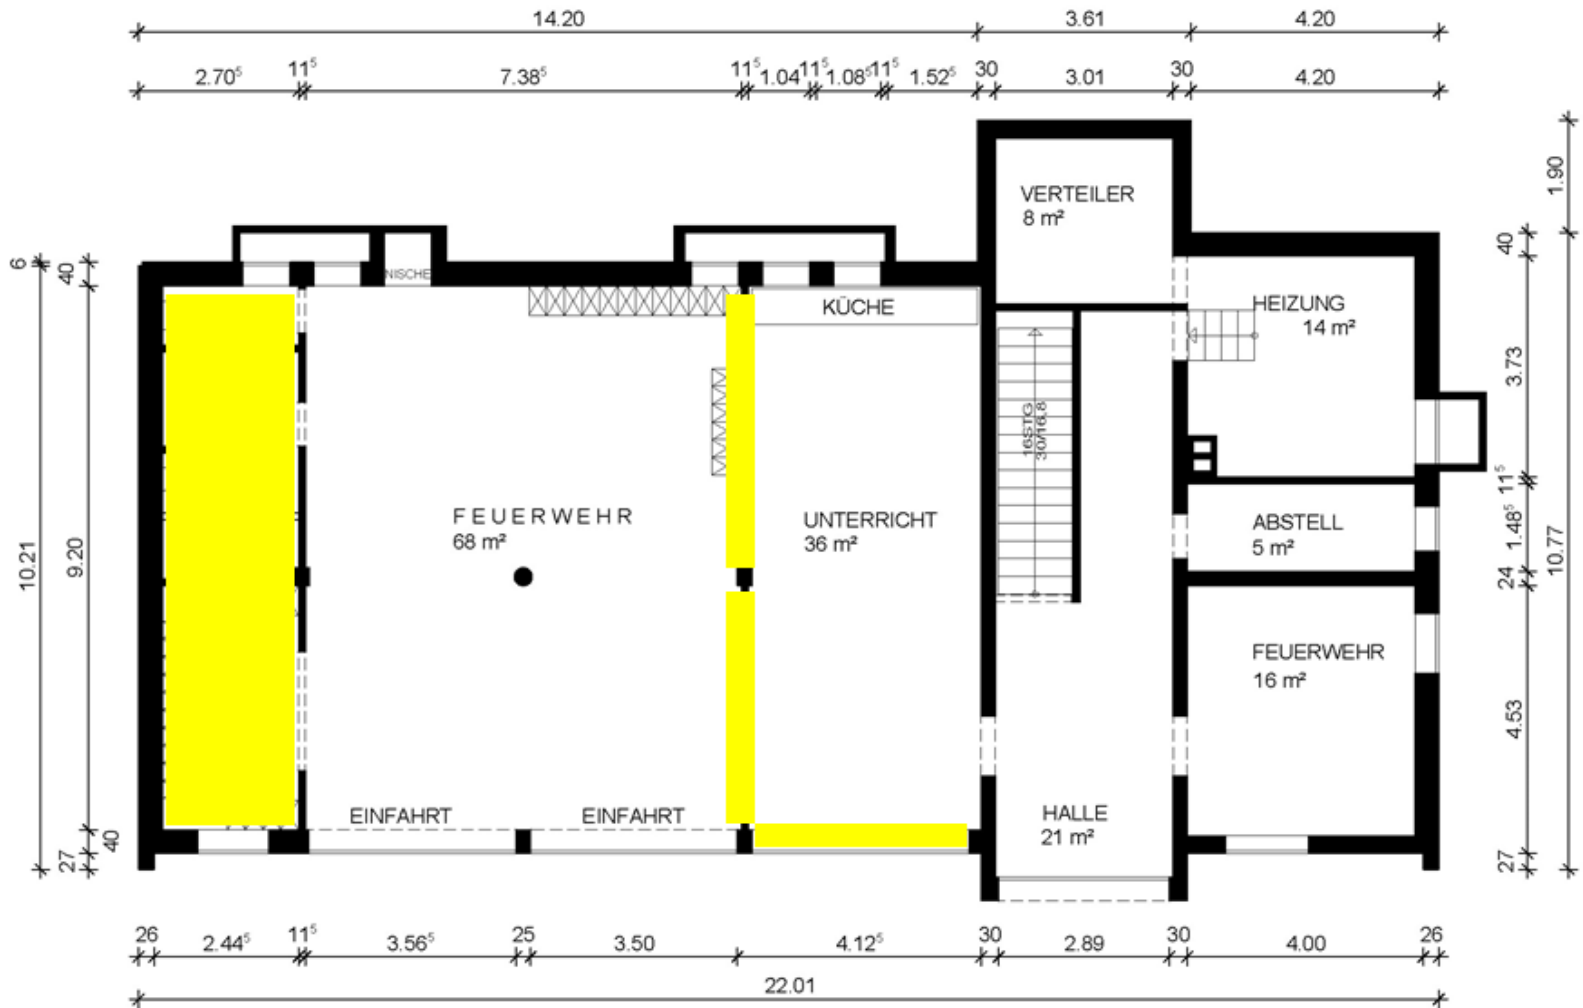 14.20 3.61 4.20
2.70⁵ 11⁵ 7.38⁵ 11⁵ 1.04 11⁵ 1.08⁵ 11⁵ 1.52⁵ 30 3.01 30 4.20
1.90
VERTEILER
8 m²
6
40
40
NISCHE
KÜCHE
HEIZUNG
14 m²
3.73
16STG
30/16.8
11⁵
FEUERWEHR
68 m²
UNTERRICHT
36 m²
ABSTELL
5 m²
1.48⁵
10.21
9.20
10.77
24
FEUERWEHR
16 m²
4.53
EINFAHRT
EINFAHRT
HALLE
21 m²
40
27
27
26 2.44⁵ 11⁵ 3.56⁵ 25 3.50 4.12⁵ 30 2.89 30 4.00 26
22.01